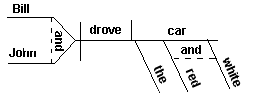 Bill
drove car
and and
John
the red white